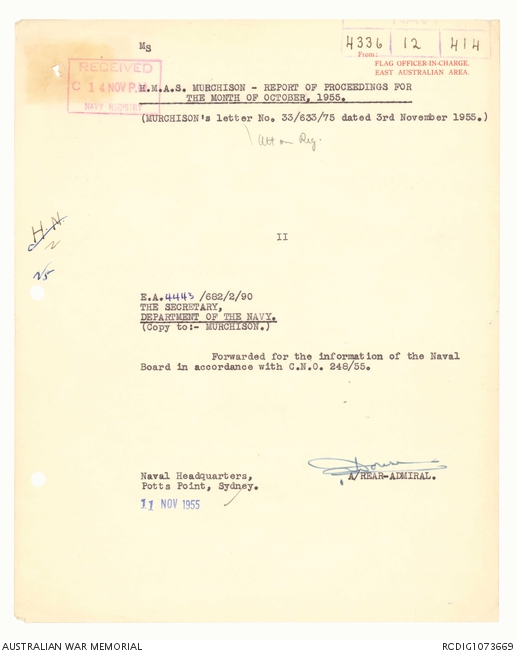 Ms
4336 12 414
From:
FLAG OFFICER-IN-CHARGE.
EAST AUSTRALIAN AREA.
RECEIVED
C 14 NOV P.
NAVY REGISTRY
H.M.A.S. MURCHISON - REPORT OF PROCEEDINGS FOR
THE MONTH OF OCTOBER, 1955.
(MURCHISON's letter No. 33/633/75 dated 3rd November 1955.)
Att on Reg.
H.N.
II
E.A.4443/682/2/90
THE SECRETARY,
DEPARTMENT OF THE NAVY.
(Copy to:- MURCHISON.)
Forwarded for the information of the Naval
Board in accordance with C.N.O. 248/55.
Naval Headquarters,
Potts Point, Sydney.
A/REAR-ADMIRAL.
11 NOV 1955
AUSTRALIAN WAR MEMORIAL
RCDIG1073669